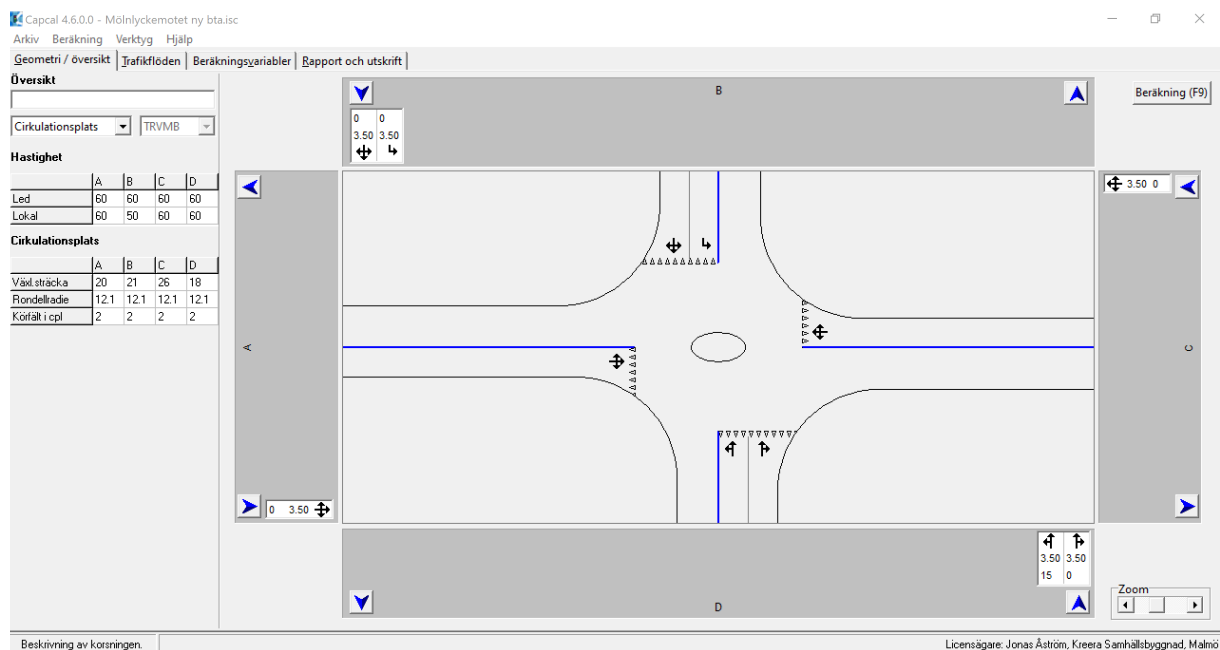 Capcal 4.6.0.0 - Mölnlyckemotet ny bta.isc
Arkiv Beräkning Verktyg Hjälp
Geometri / översikt Trafikflöden Beräkningsvariabler Rapport och utskrift
Översikt
Cirkulationsplats TRVMB
Hastighet
A B C D
Led 60 60 60 60
Lokal 60 50 60 60
Cirkulationsplats
A B C D
Växl.sträcka 20 21 26 18
Rondellradie 12.1 12.1 12.1 12.1
Körfält i cpl 2 2 2 2
B
0 0
3.50 3.50
Beräkning (F9)
3.50 0
A
C
0 3.50
3.50 3.50
15 0
D
Zoom
Beskrivning av korsningen.
Licensägare: Jonas Åström, Kreera Samhällsbyggnad, Malmö